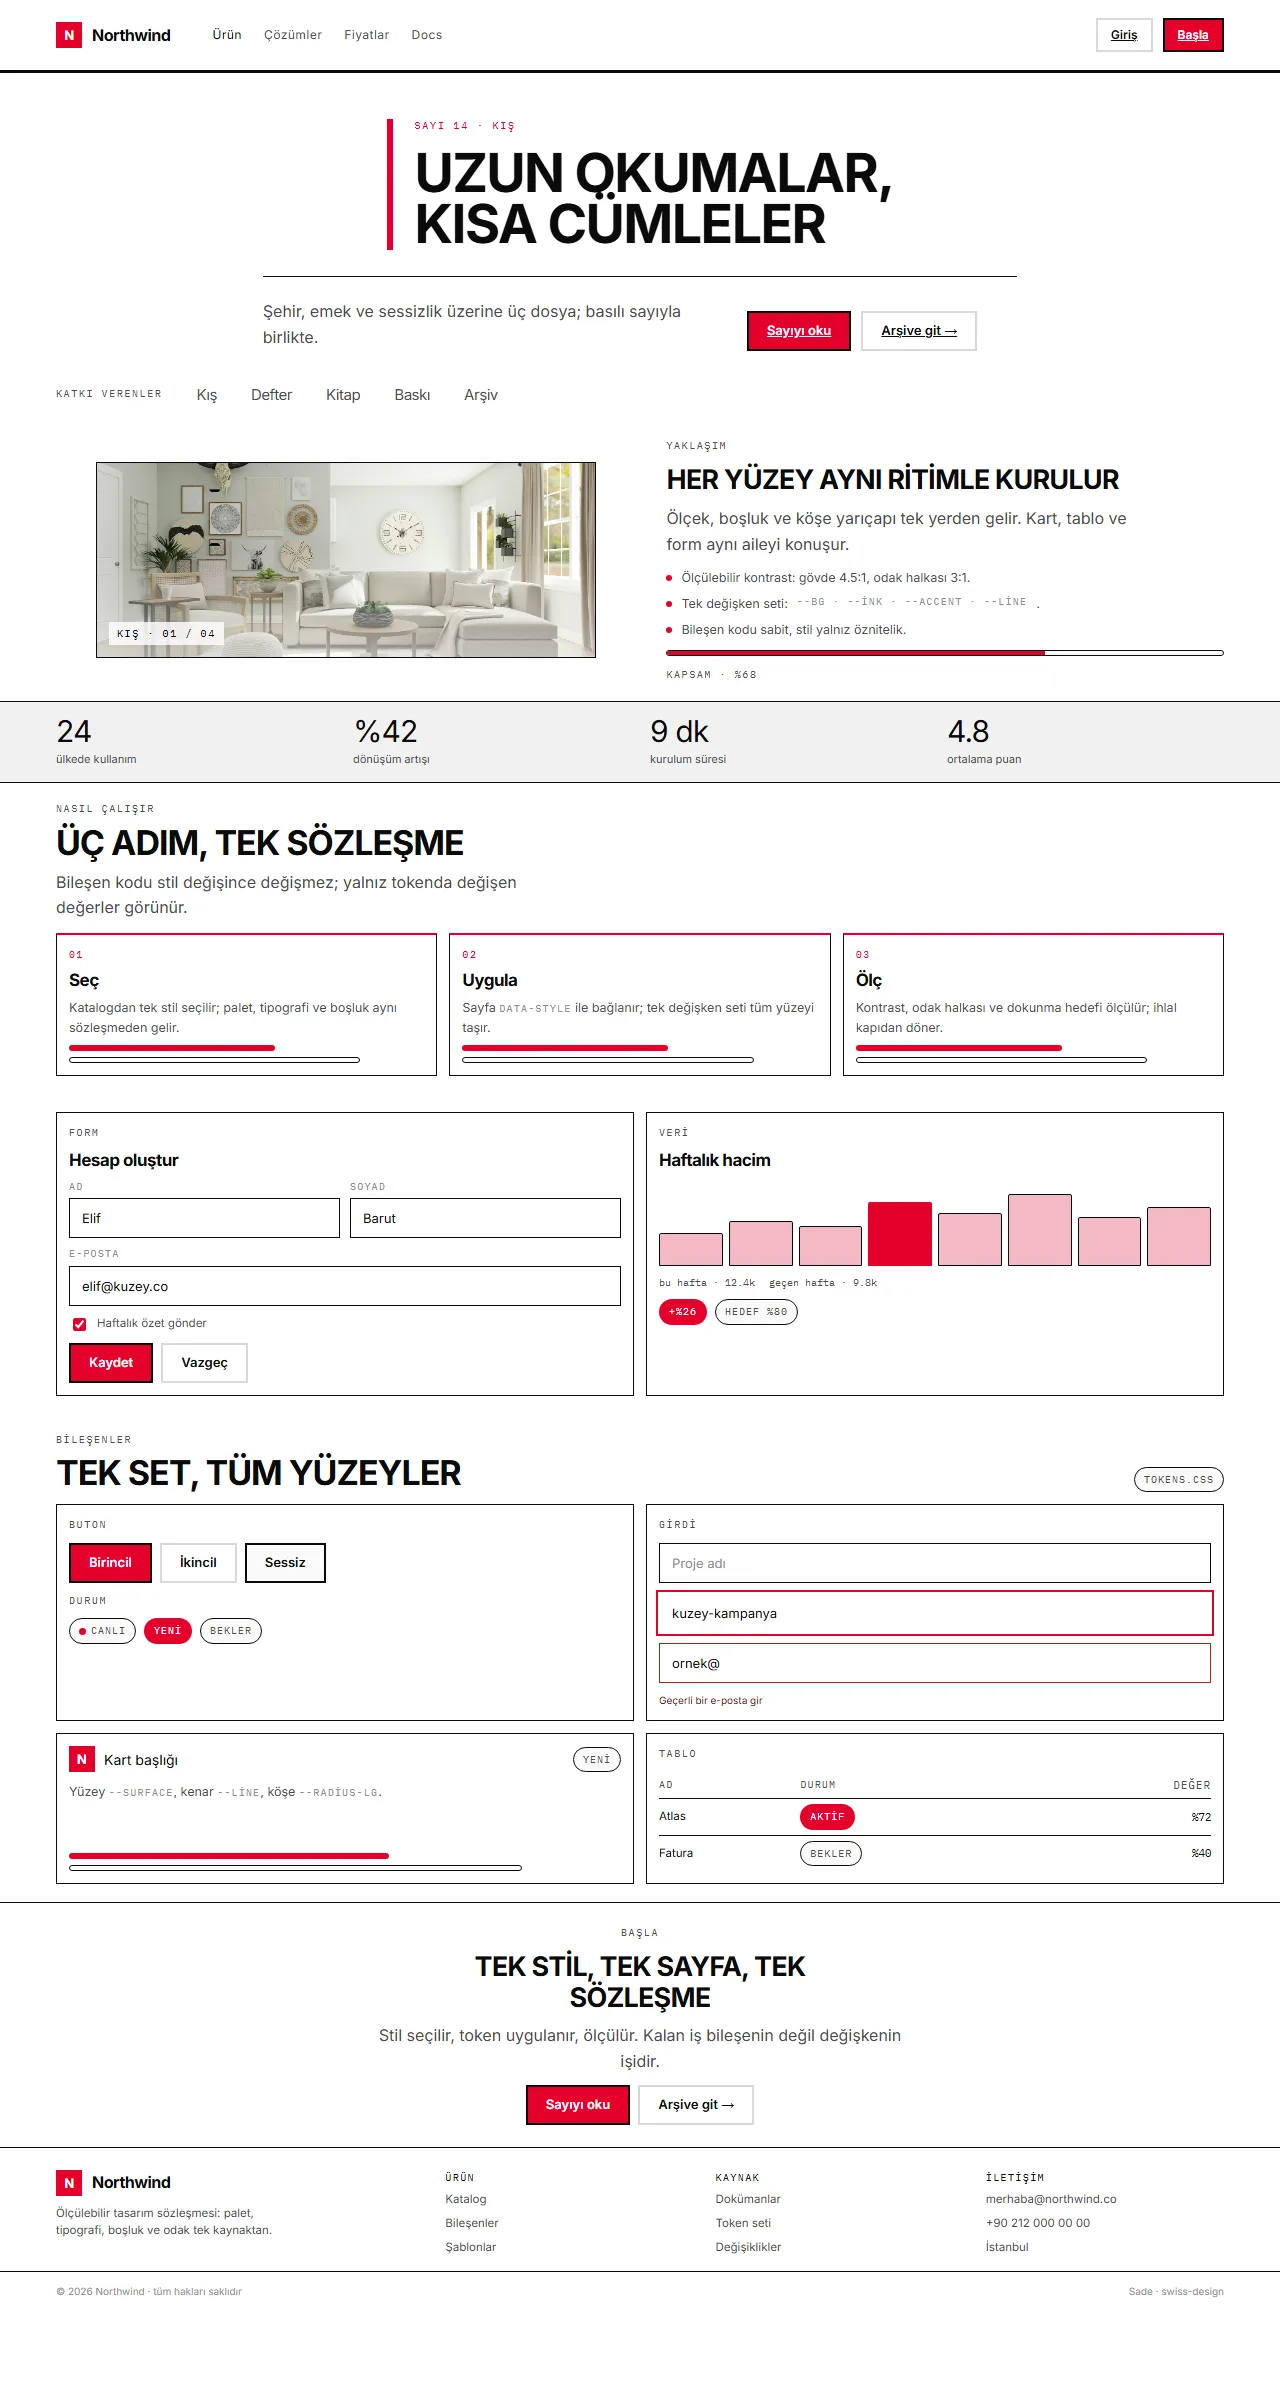 N Northwind Ürün Çözümler Fiyatlar Docs Giriş Başla
SAYI 14 · KIŞ
UZUN OKUMALAR,
KISA CÜMLELER
Şehir, emek ve sessizlik üzerine üç dosya; basılı sayıyla
birlikte.
Sayıyı oku Arşive git →
KATKI VERENLER Kış Defter Kitap Baskı Arşiv
KIŞ · 01 / 04
YAKLAŞIM
HER YÜZEY AYNI RİTİMLE KURULUR
Ölçek, boşluk ve köşe yarıçapı tek yerden gelir. Kart, tablo ve
form aynı aileyi konuşur.
Ölçülebilir kontrast: gövde 4.5:1, odak halkası 3:1.
Tek değişken seti: --BG · --İNK · --ACCENT · --LİNE .
Bileşen kodu sabit, stil yalnız öznitelik.
KAPSAM · %68
24 %42 9 dk 4.8
ülkede kullanım dönüşüm artışı kurulum süresi ortalama puan
NASIL ÇALIŞIR
ÜÇ ADIM, TEK SÖZLEŞME
Bileşen kodu stil değişince değişmez; yalnız tokenda değişen
değerler görünür.
01
Seç
Katalogdan tek stil seçilir; palet, tipografi ve boşluk aynı
sözleşmeden gelir.
02
Uygula
Sayfa DATA-STYLE ile bağlanır; tek değişken seti tüm yüzeyi
taşır.
03
Ölç
Kontrast, odak halkası ve dokunma hedefi ölçülür; ihlal
kapıdan döner.
FORM
Hesap oluştur
AD SOYAD
Elif Barut
E-POSTA
elif@kuzey.co
Haftalık özet gönder
Kaydet Vazgeç
VERİ
Haftalık hacim
bu hafta · 12.4k geçen hafta · 9.8k
+%26 HEDEF %80
BİLEŞENLER
TEK SET, TÜM YÜZEYLER
TOKENS.CSS
BUTON
Birincil İkincil Sessiz
DURUM
CANLI YENİ BEKLER
GİRDİ
Proje adı
kuzey-kampanya
ornek@
Geçerli bir e-posta gir
N Kart başlığı YENİ
Yüzey --SURFACE, kenar --LİNE, köşe --RADİUS-LG.
TABLO
AD DURUM DEĞER
Atlas AKTİF %72
Fatura BEKLER %40
BAŞLA
TEK STİL, TEK SAYFA, TEK
SÖZLEŞME
Stil seçilir, token uygulanır, ölçülür. Kalan iş bileşenin değil değişkenin
işidir.
Sayıyı oku Arşive git →
N Northwind
Ölçülebilir tasarım sözleşmesi: palet,
tipografi, boşluk ve odak tek kaynaktan.
ÜRÜN
Katalog
Bileşenler
Şablonlar
KAYNAK
Dokümanlar
Token seti
Değişiklikler
İLETİŞİM
merhaba@northwind.co
+90 212 000 00 00
İstanbul
© 2026 Northwind · tüm hakları saklıdır Sade · swiss-design